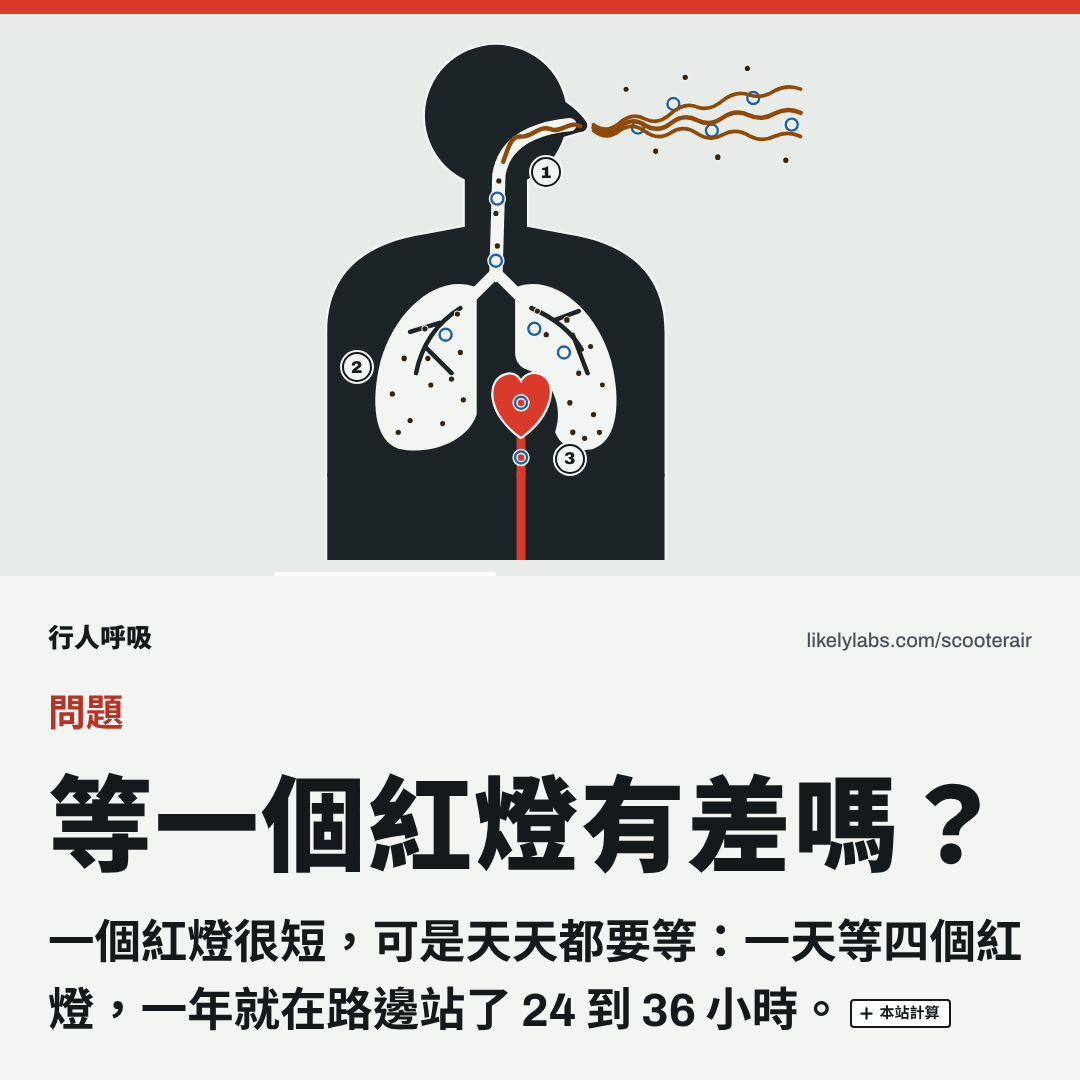 1
2
3
行人呼吸
likelylabs.com/scooterair
問題
等一個紅燈有差嗎？
一個紅燈很短，可是天天都要等：一天等四個紅
燈，一年就在路邊站了 24 到 36 小時。 + 本站計算